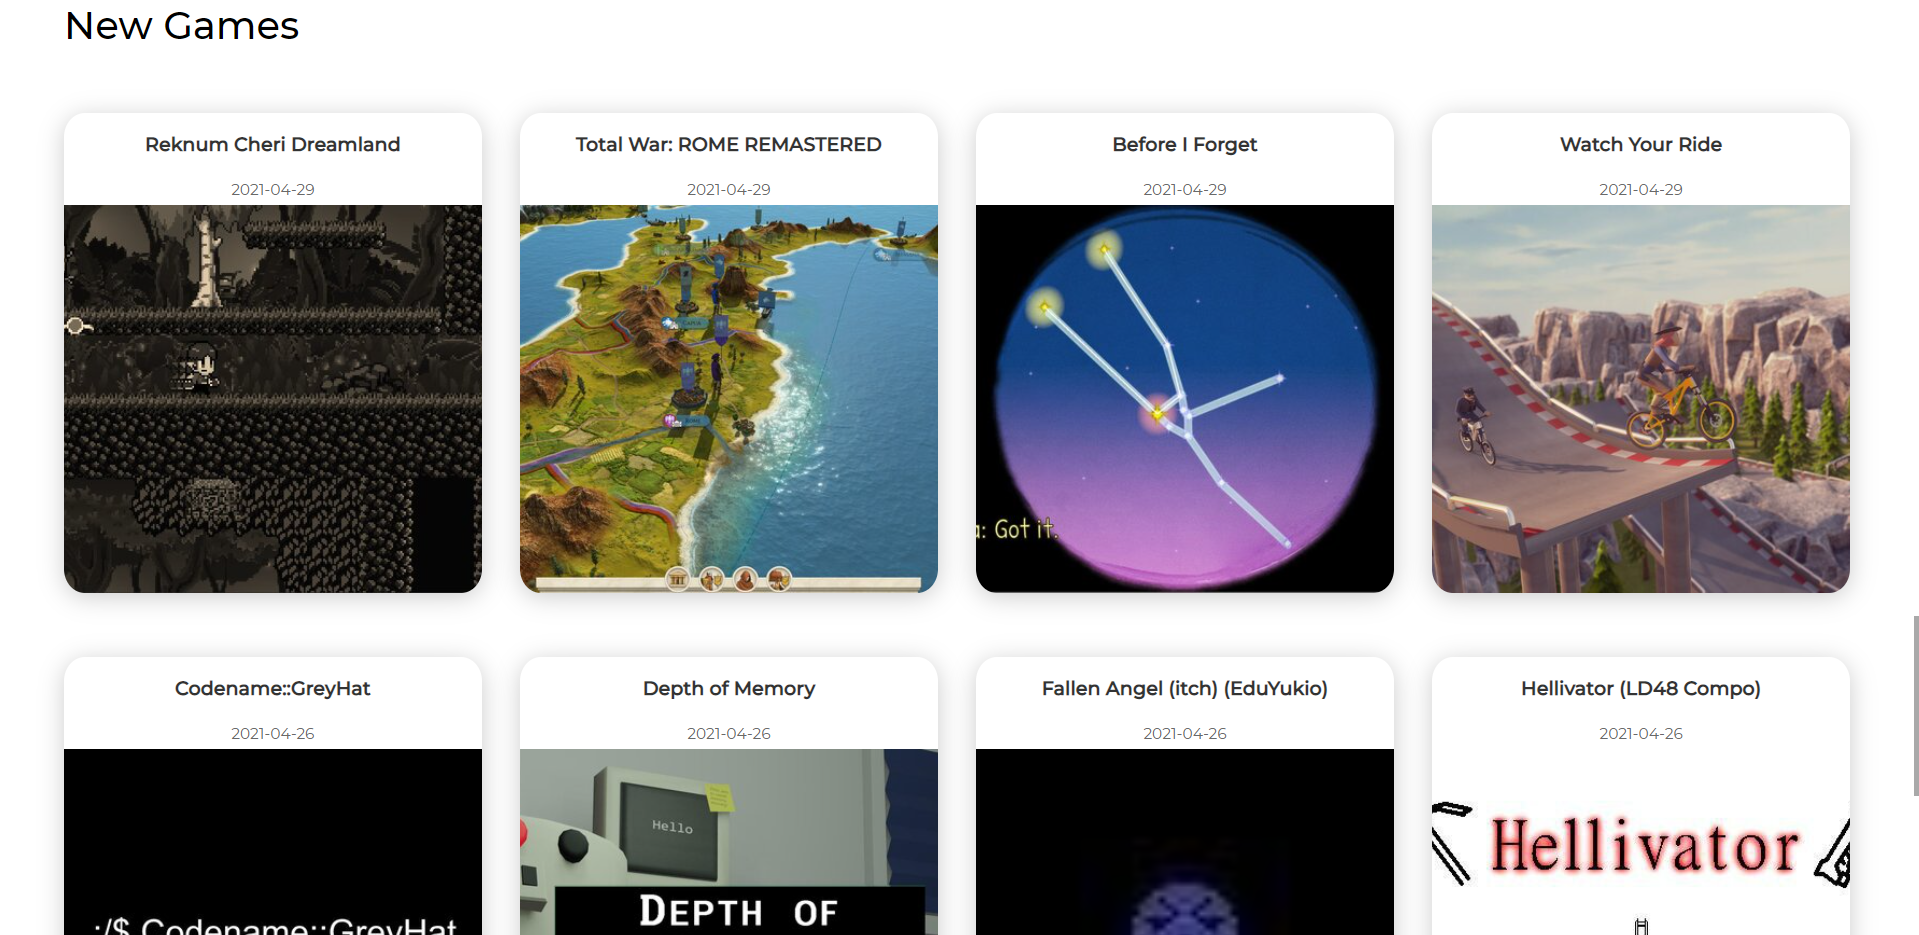 New Games
Reknum Cheri Dreamland
2021-04-29
Total War: ROME REMASTERED
2021-04-29
Before I Forget
2021-04-29
Watch Your Ride
2021-04-29
: Got it.
Codename::GreyHat
2021-04-26
Depth of Memory
2021-04-26
Fallen Angel (itch) (EduYukio)
2021-04-26
Hellivator (LD48 Compo)
2021-04-26
:/$ Codename::GreyHat
Hello
DEPTH OF
Hellivator